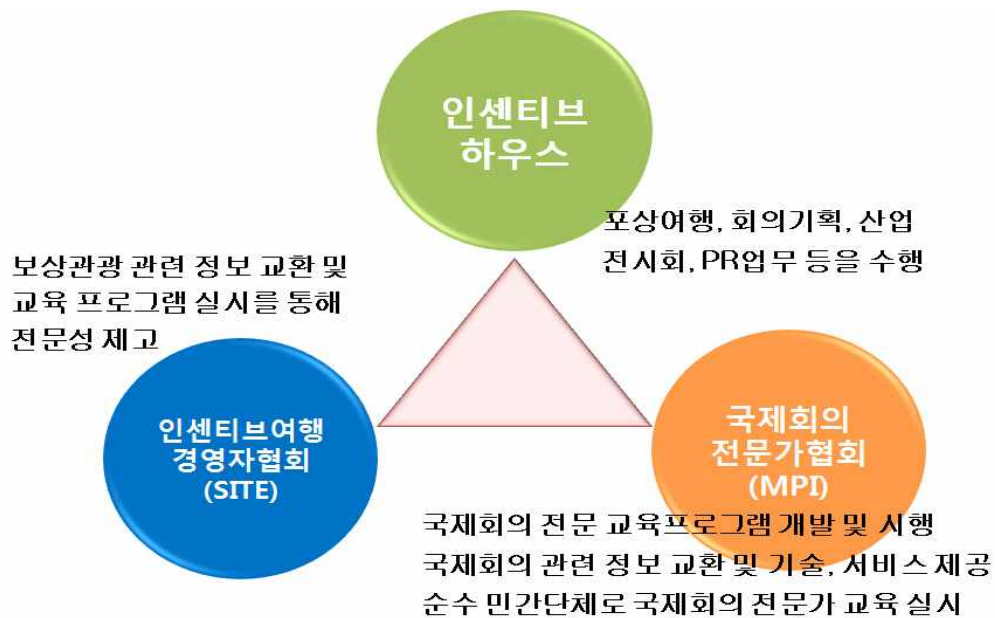 인센티브
하우스
포상여행, 회의기획, 산업
전시회, PR업무 등을 수행
보상관광 관련 정보 교환 및
교육 프로그램 실시를 통해
전문성 제고
인센티브여행
경영자협회
(SITE)
국제회의
전문가협회
(MPI)
국제회의 전문 교육프로그램 개발 및 시행
국제회의 관련 정보 교환 및 기술, 서비스 제공
순수 민간단체로 국제회의 전문가 교육 실시